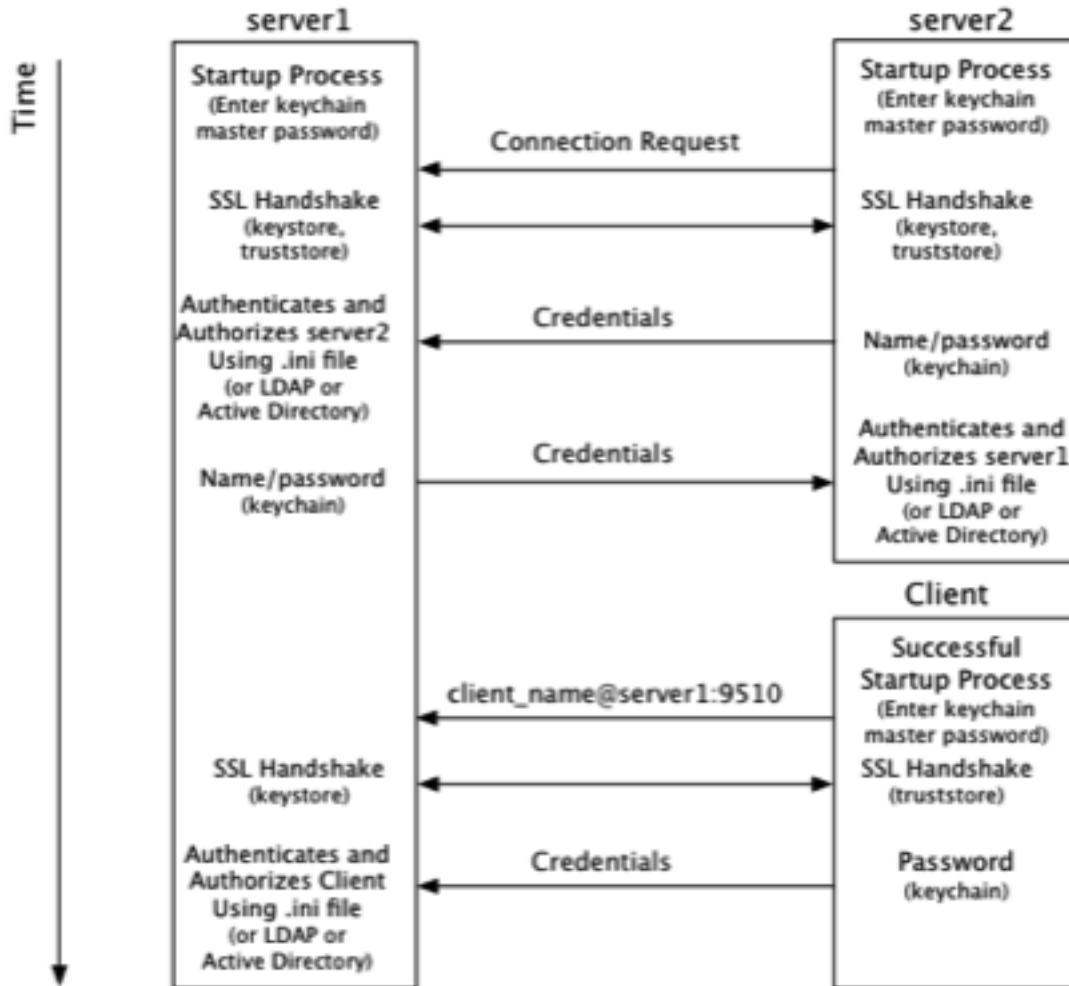 server1
server2
Time
Startup Process
(Enter keychain
master password)
Startup Process
(Enter keychain
master password)
Connection Request
SSL Handshake
(keystore,
truststore)
SSL Handshake
(keystore,
truststore)
Authenticates and
Authorizes server2
Using .ini file
(or LDAP or
Active Directory)
Credentials
Name/password
(keychain)
Name/password
(keychain)
Credentials
Authenticates and
Authorizes server1
Using .ini file
(or LDAP or
Active Directory)
Client
Successful
Startup Process
(Enter keychain
master password)
client_name@server1:9510
SSL Handshake
(keystore)
SSL Handshake
(truststore)
Authenticates and
Authorizes Client
Using .ini file
(or LDAP or
Active Directory)
Credentials
Password
(keychain)